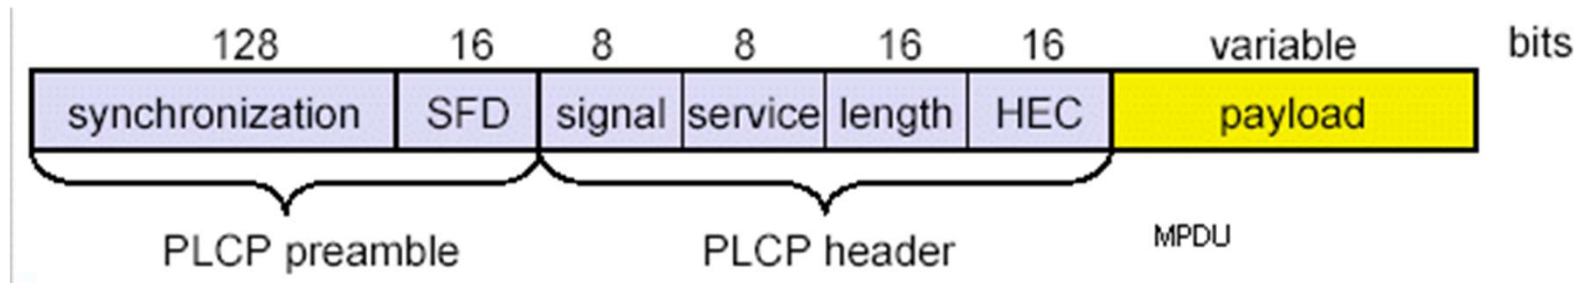 128 16 8 8 16 16 variable bits
synchronization SFD signal service length HEC payload
PLCP preamble PLCP header MPDU